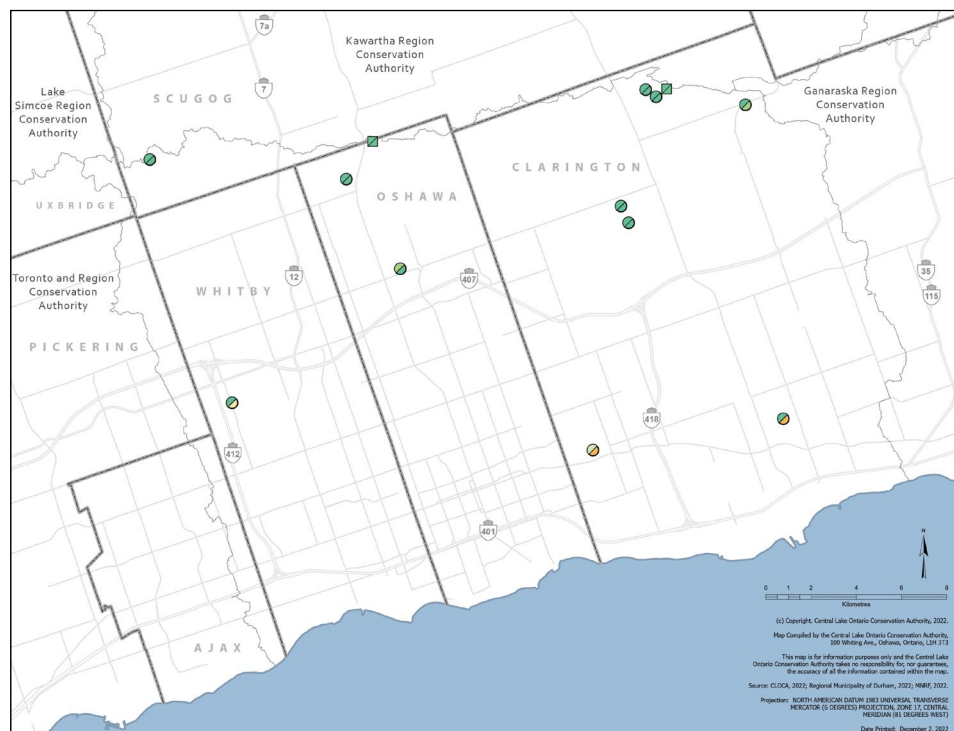 7a
Kawartha Region
Conservation
Authority
Lake
Simcoe Region
Conservation
Authority
SCUGOG
7
Ganaraska Region
Conservation
Authority
CLARINGTON
OSHAWA
UXBRIDGE
Toronto and Region
Conservation
Authority
WHITBY
12
407
35
115
PICKERING
418
412
401
AJAX
N
0 1 2 4 6 8
Kilometres
(c) Copyright. Central Lake Ontario Conservation Authority, 2022.
Map Compiled by the Central Lake Ontario Conservation Authority,
100 Whiting Ave., Oshawa, Ontario, L1H 3T3
This map is for information purposes only and the Central Lake
Ontario Conservation Authority takes no responsibility for, nor guarantees,
the accuracy of all the information contained within the map.
Source: CLOCA, 2022; Regional Municipality of Durham, 2022; MNRF, 2022.
Projection: NORTH AMERICAN DATUM 1983 UNIVERSAL TRANSVERSE
MERCATOR (6 DEGREES) PROJECTION, ZONE 17, CENTRAL
MERIDIAN (81 DEGREES WEST)
Date Printed: December 2, 2022